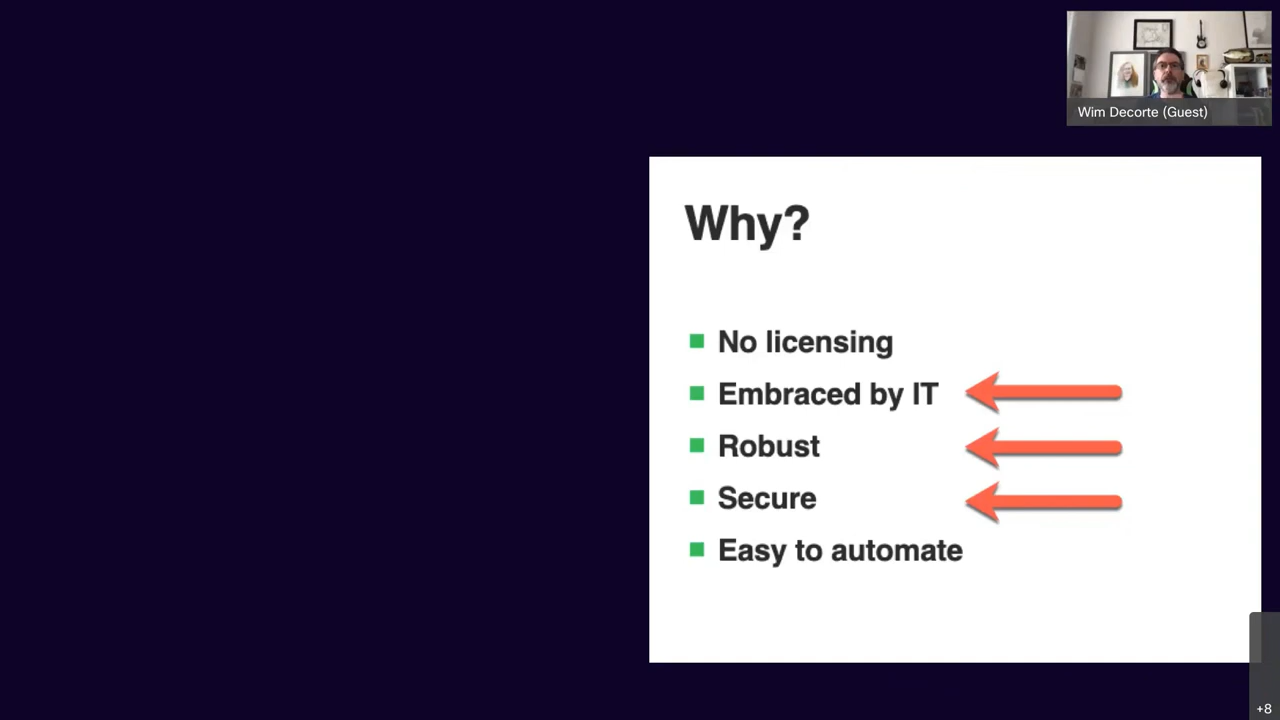 Wim Decorte (Guest)
Why?
No licensing
Embraced by IT
Robust
Secure
Easy to automate
+8